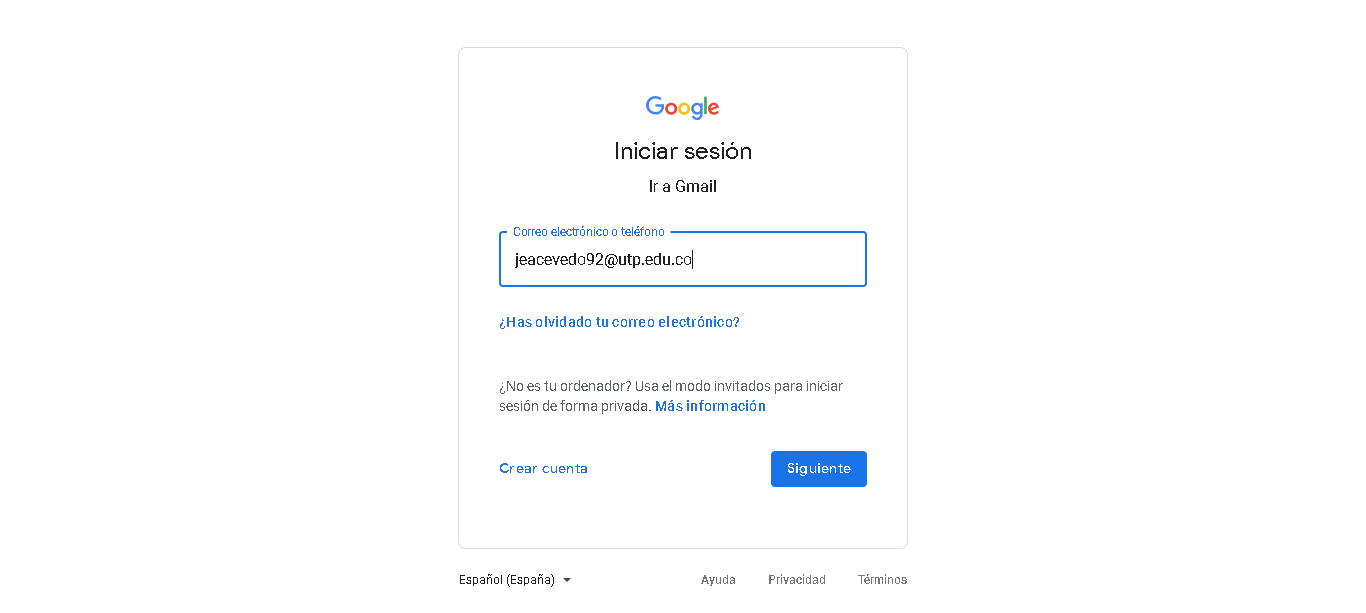 Google
Iniciar sesión
Ir a Gmail
Correo electrónico o teléfono
jeacevedo92@utp.edu.co
¿Has olvidado tu correo electrónico?
¿No es tu ordenador? Usa el modo invitados para iniciar
sesión de forma privada. Más información
Crear cuenta
Siguiente
Español (España)
Ayuda
Privacidad
Términos